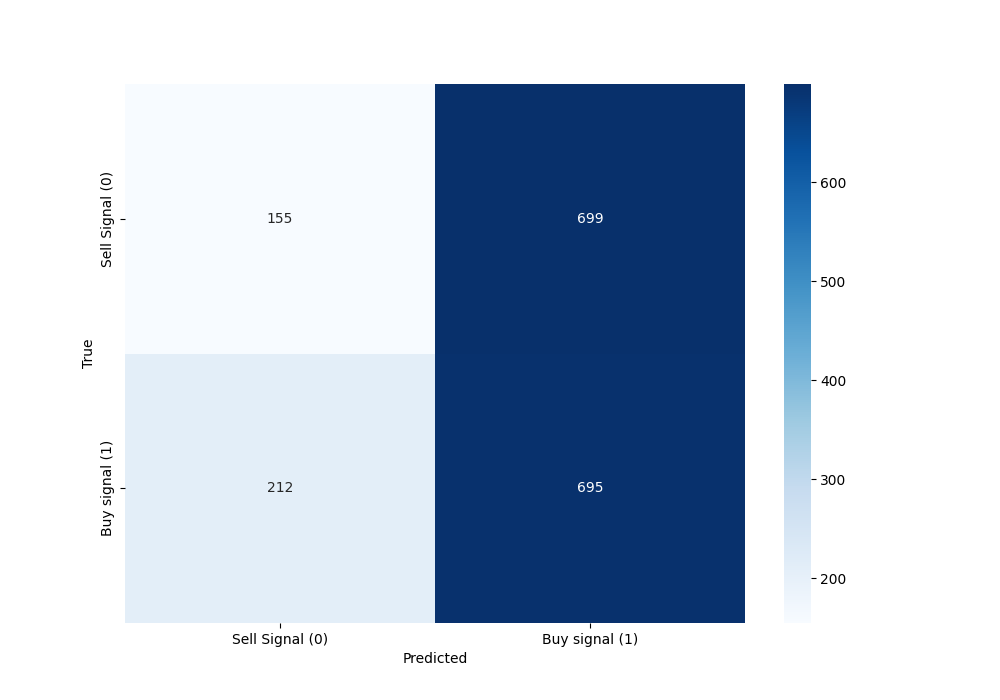 Sell Signal (0)
155
699
600
500
True
400
Buy signal (1)
212
695
300
200
Sell Signal (0)
Buy signal (1)
Predicted